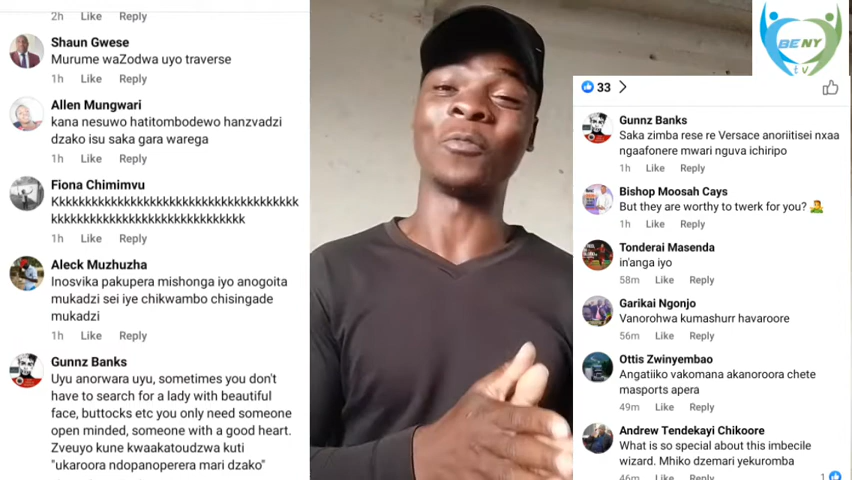 2h Like Reply
Shaun Gwese
Murume waZodwa uyo traverse
1h Like Reply
Allen Mungwari
kana nesuwo hatitombodewo hanzvadzi
dzako isu saka gara warega
1h Like Reply
Fiona Chimimvu
Kkkkkkkkkkkkkkkkkkkkkkkkkkkkkkkkkkkkkkk
kkkkkkkkkkkkkkkkkkkkkkkkkkkkkkk
1h Like Reply
Aleck Muzhuzha
Inosvika pakupera mishonga iyo anogoita
mukadzi sei iye chikwambo chisingade
mukadzi
1h Like Reply
Gunnz Banks
Uyu anorwara uyu, sometimes you don't
have to search for a lady with beautiful
face, buttocks etc you only need someone
open minded, someone with a good heart.
Zveuyo kune kwaakatoudzwa kuti
"ukaroora ndopanoperera mari dzako"
BENY
tv
33
Gunnz Banks
Saka zimba rese re Versace anoriitisei nxaa
ngaafonere mwari nguva ichiripo
1h Like Reply
Bishop Moosah Cays
But they are worthy to twerk for you? 🤦
1h Like Reply
Tonderai Masenda
in'anga iyo
58m Like Reply
Garikai Ngonjo
Vanorohwa kumashurr havaroore
56m Like Reply
Ottis Zwinyembao
Angatiiko vakomana akanoroora chete
masports apera
49m Like Reply
Andrew Tendekayi Chikoore
What is so special about this imbecile
wizard. Mhiko dzemari yekuromba
46m Like Reply 1